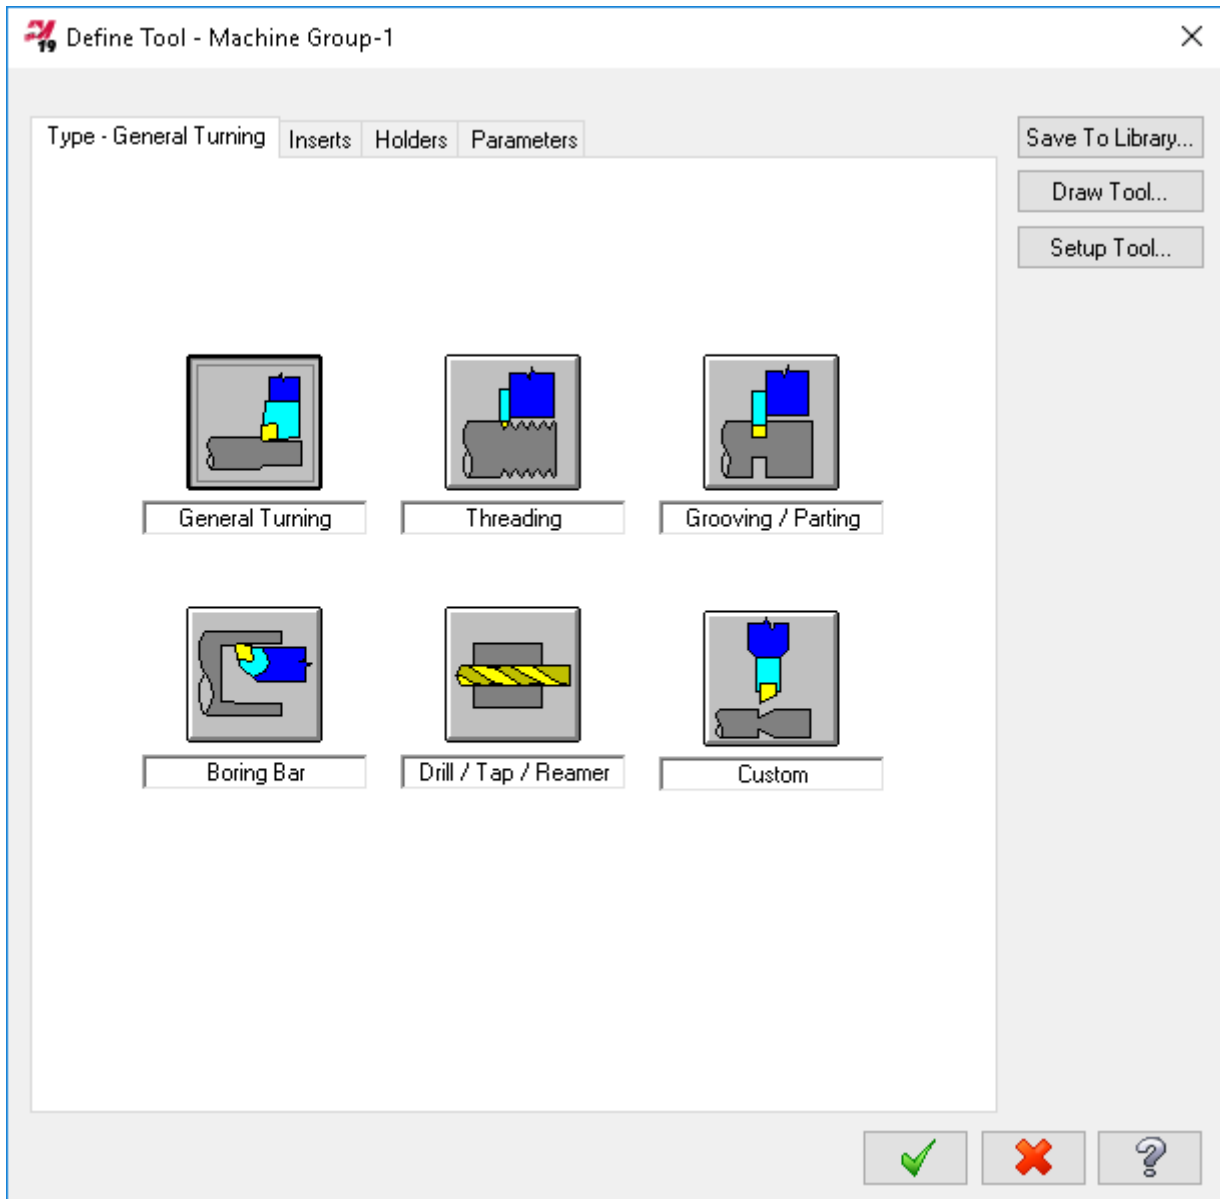 19 Define Tool - Machine Group-1
Type - General Turning Inserts Holders Parameters
Save To Library...
Draw Tool...
Setup Tool...
General Turning Threading Grooving / Parting
Boring Bar Drill / Tap / Reamer Custom
?